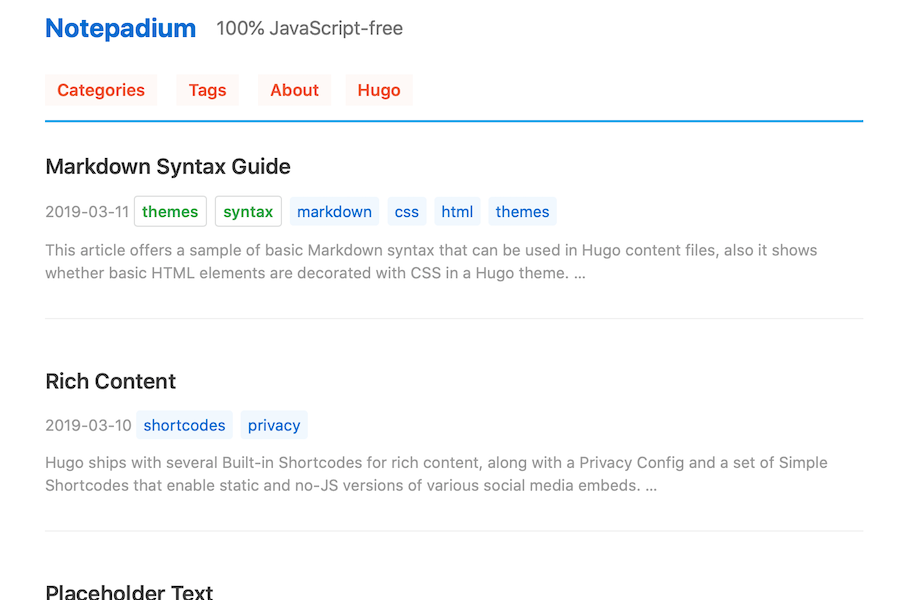 Notepadium 100% JavaScript-free
Categories Tags About Hugo
Markdown Syntax Guide
2019-03-11 themes syntax markdown css html themes
This article offers a sample of basic Markdown syntax that can be used in Hugo content files, also it shows
whether basic HTML elements are decorated with CSS in a Hugo theme. ...
Rich Content
2019-03-10 shortcodes privacy
Hugo ships with several Built-in Shortcodes for rich content, along with a Privacy Config and a set of Simple
Shortcodes that enable static and no-JS versions of various social media embeds. ...
Placeholder Text